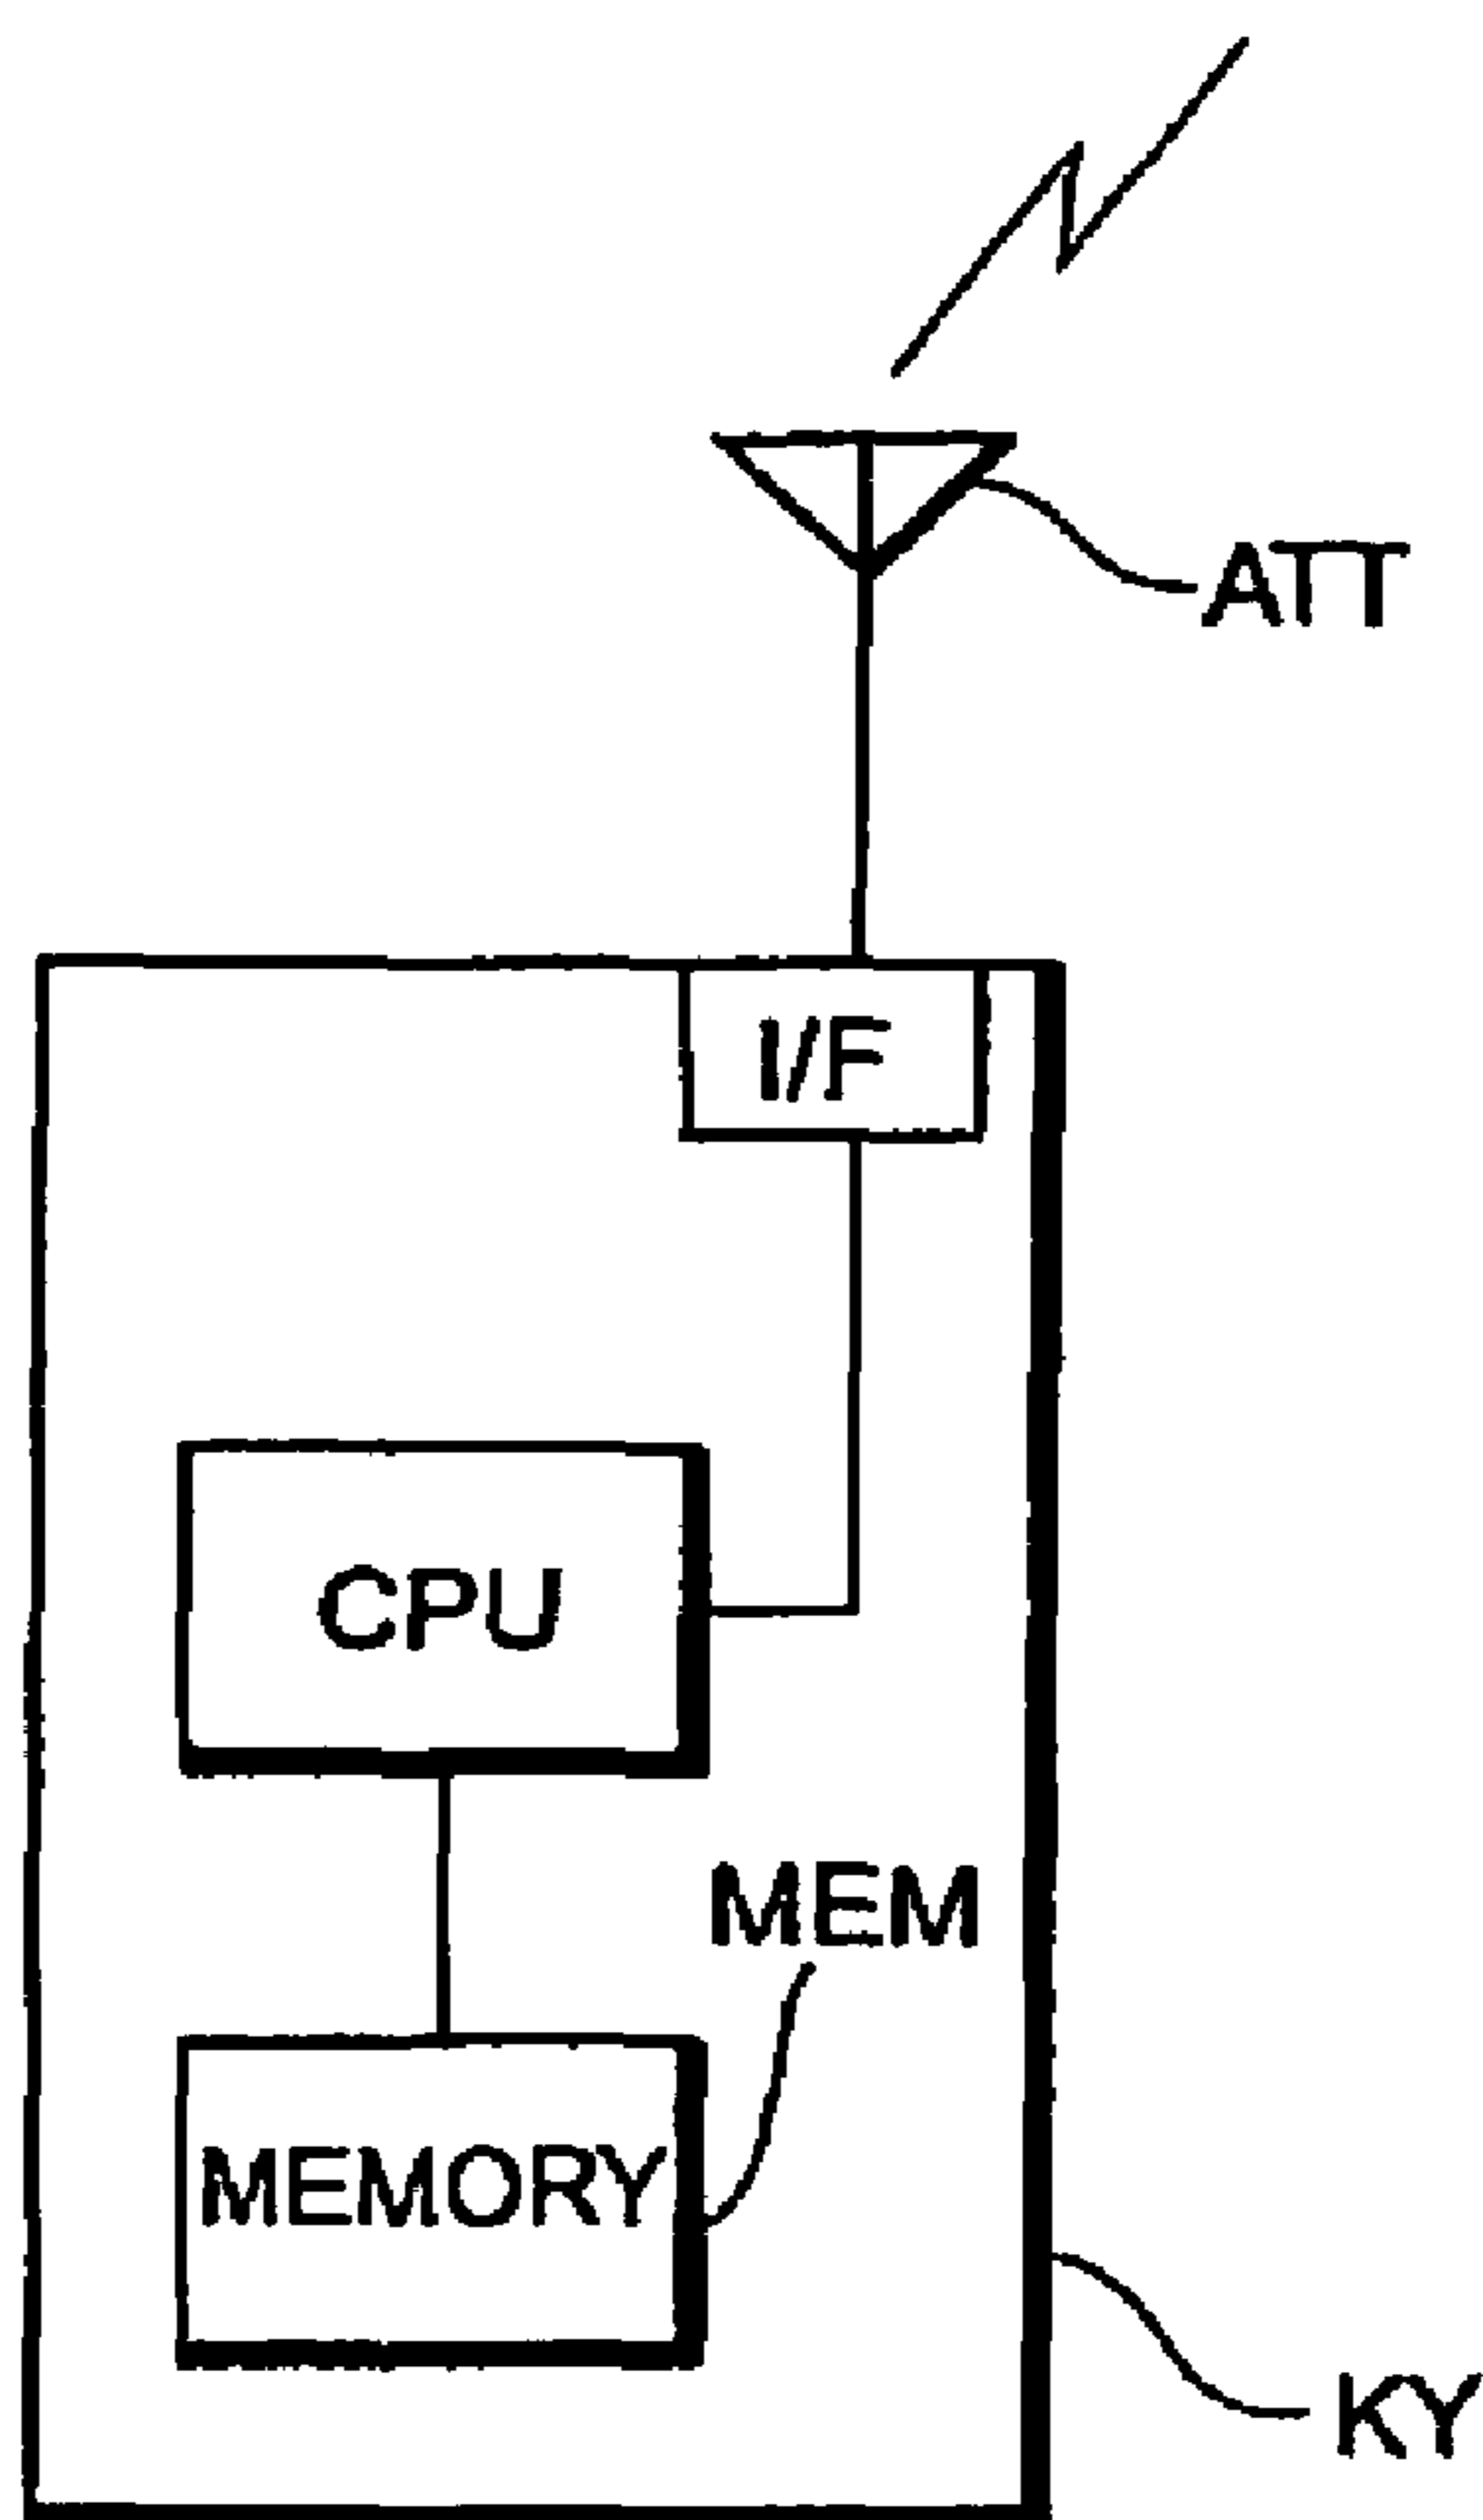 ATT
I/F
CPU
MEM
MEMORY
KY